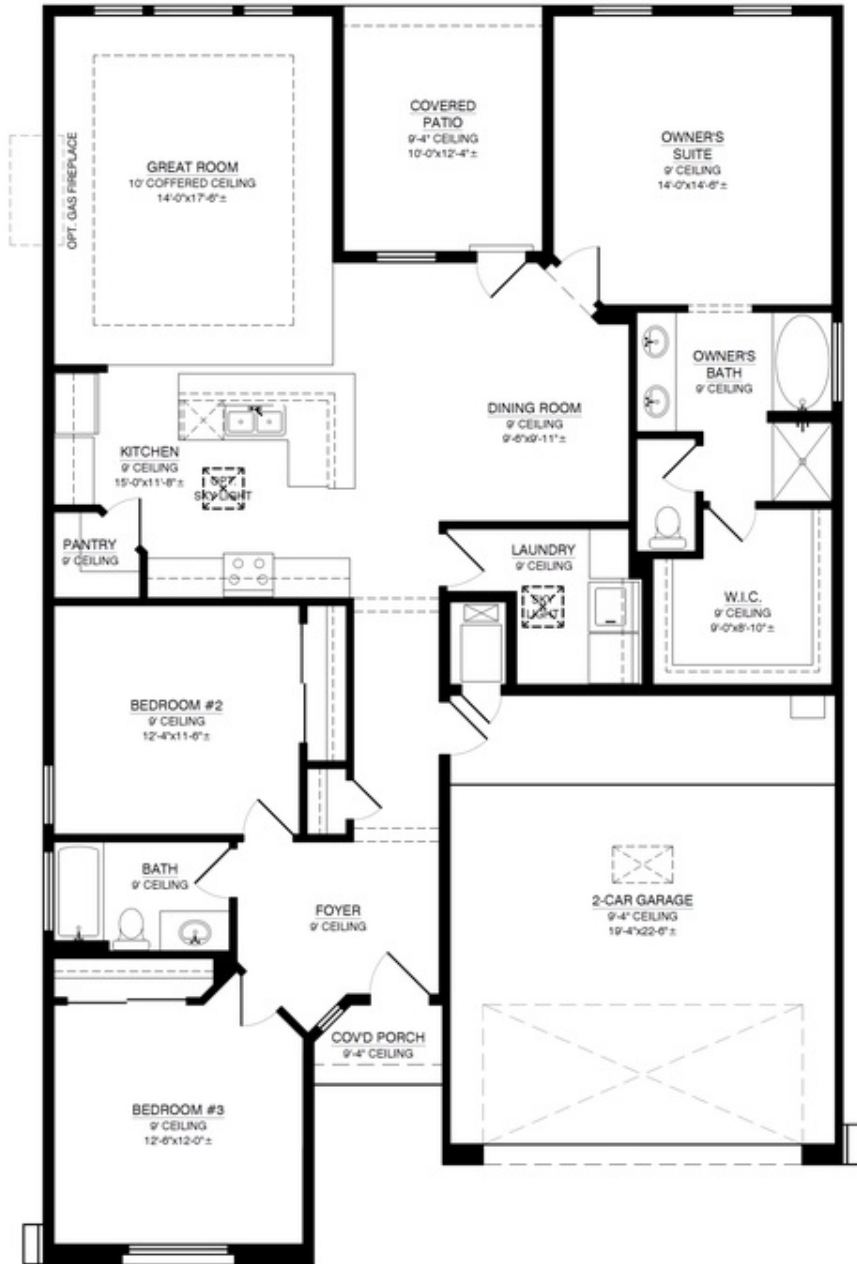 COVERED
PATIO
9'-4" CEILING
10'-0"x12'-4"±
OWNER'S
SUITE
9' CEILING
14'-0"x14'-6"±
GREAT ROOM
10' COFFERED CEILING
14'-0"x17'-6"±
OPT. GAS FIREPLACE
OWNER'S
BATH
9' CEILING
DINING ROOM
9' CEILING
9'-6"x9'-11"±
KITCHEN
9' CEILING
15'-0"x11'-8"±
OPT.
SKYLIGHT
PANTRY
9' CEILING
LAUNDRY
9' CEILING
SKY
LIGHT
W.I.C.
9' CEILING
9'-0"x8'-10"±
BEDROOM #2
9' CEILING
12'-4"x11'-6"±
BATH
9' CEILING
FOYER
9' CEILING
2-CAR GARAGE
9'-4" CEILING
19'-4"x22'-6"±
COV'D PORCH
9'-4" CEILING
BEDROOM #3
9' CEILING
12'-6"x12'-0"±